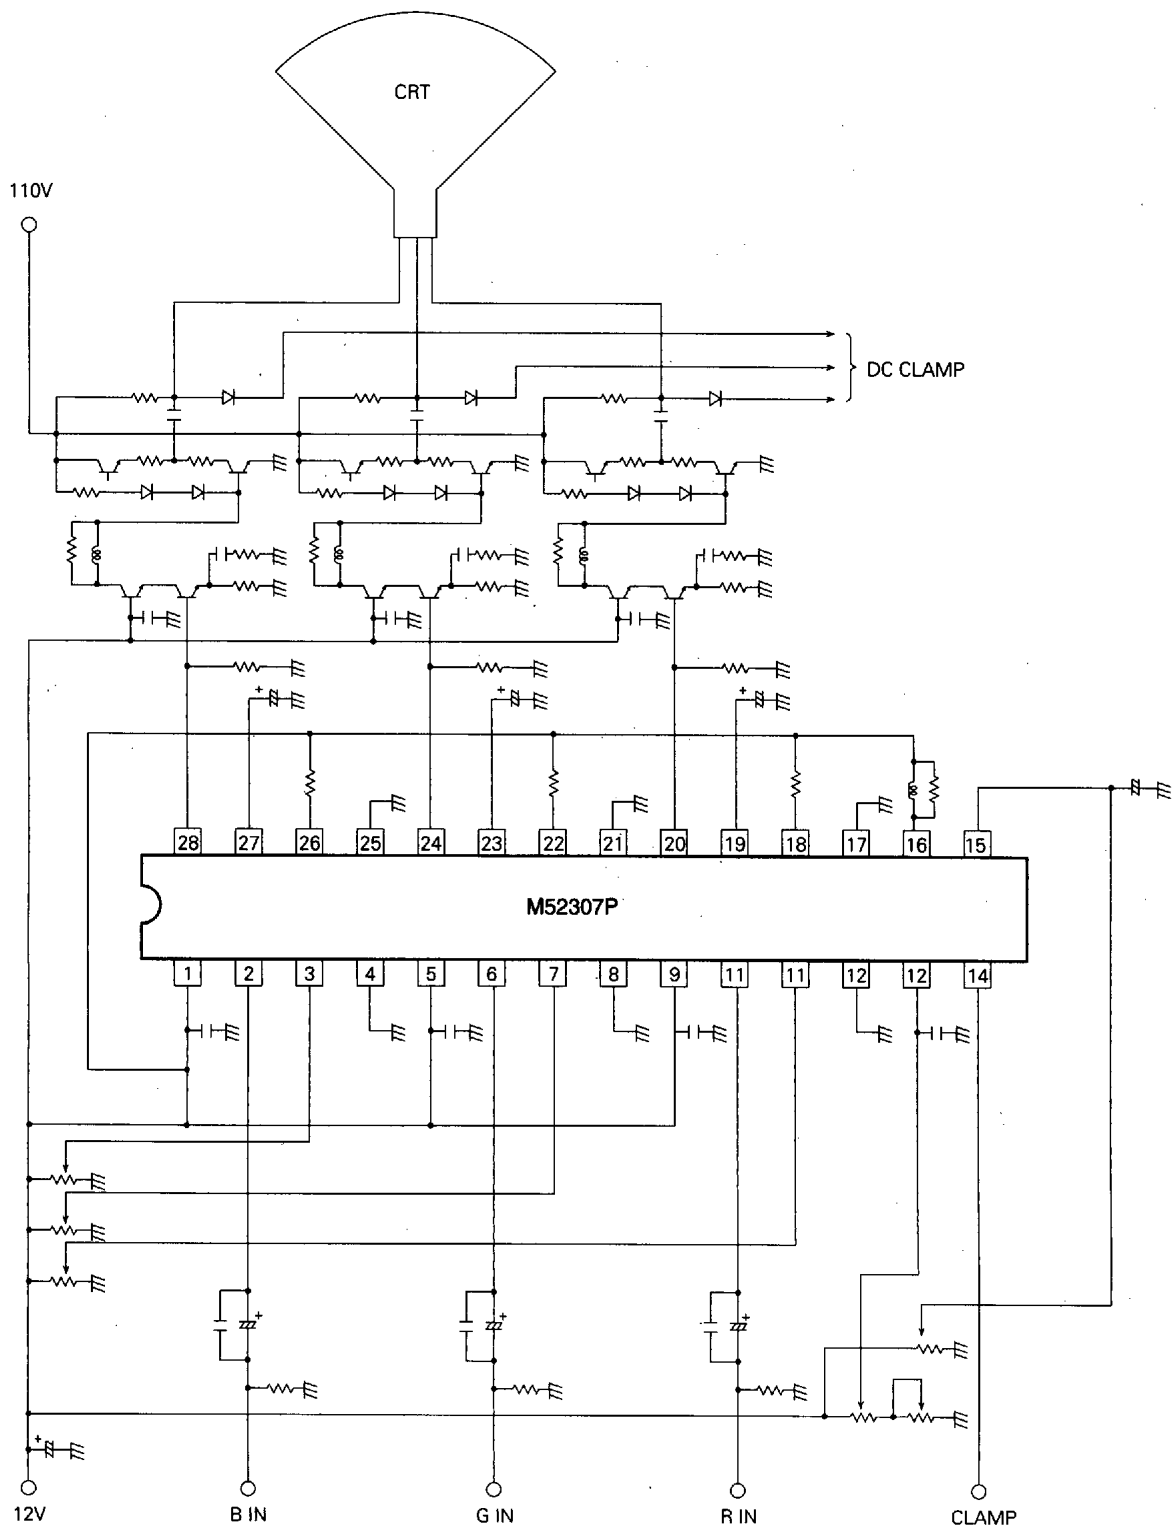 CRT
110V
DC CLAMP
+ + +
28 27 26 25 24 23 22 21 20 19 18 17 16 15
M52307P
1 2 3 4 5 6 7 8 9 11 11 12 12 14
+ + +
+
12V B IN G IN R IN CLAMP